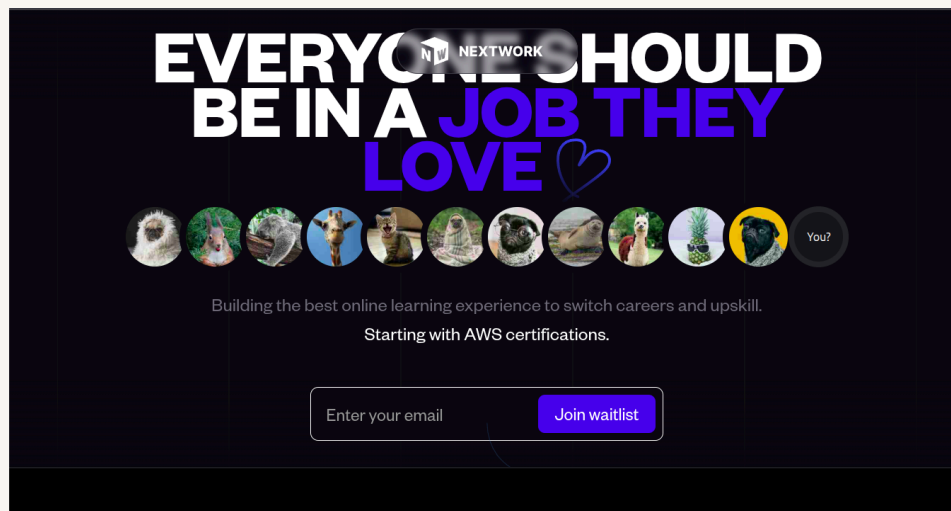 EVERYONE SHOULD
NEXTWORK
BE IN A JOB THEY
LOVE
You?
Building the best online learning experience to switch careers and upskill.
Starting with AWS certifications.
Enter your email
Join waitlist